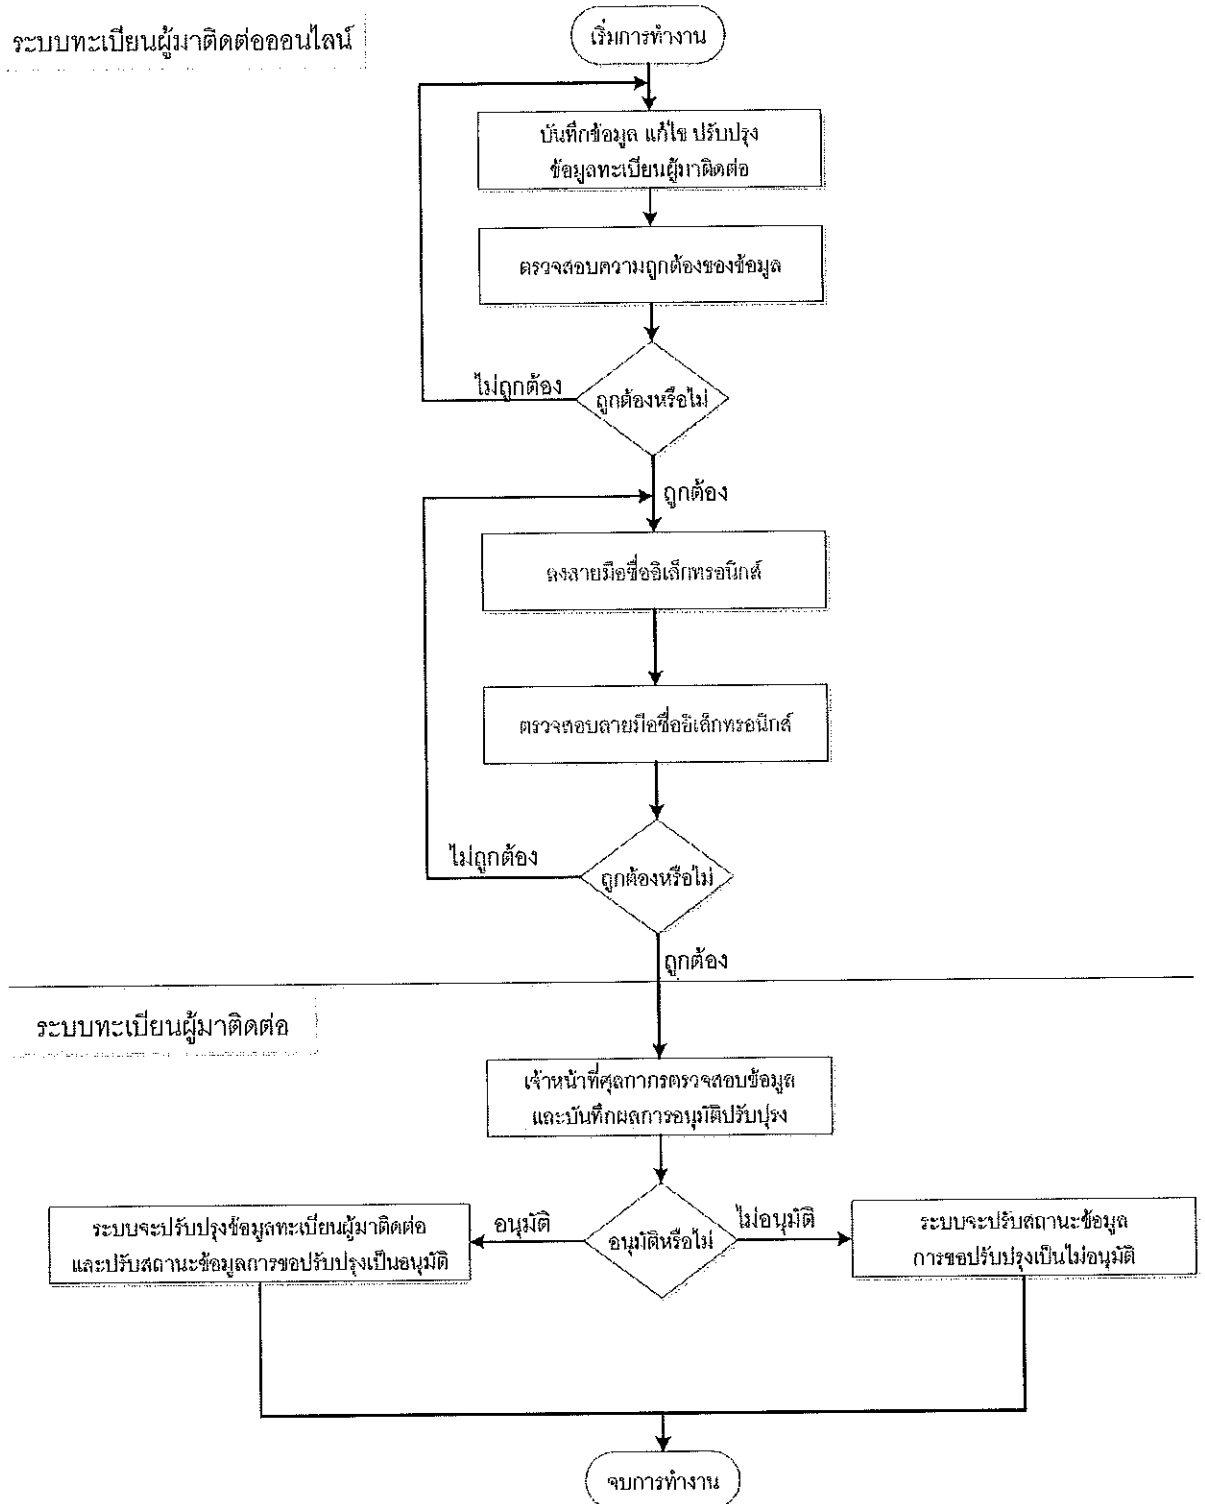 ระบบทะเบียนผู้มาติดต่อออนไลน์
เริ่มการทำงาน
บันทึกข้อมูล แก้ไข ปรับปรุง
ข้อมูลทะเบียนผู้มาติดต่อ
ตรวจสอบความถูกต้องของข้อมูล
ไม่ถูกต้อง
ถูกต้องหรือไม่
ถูกต้อง
ลงลายมือชื่ออิเล็กทรอนิกส์
ตรวจสอบลายมือชื่ออิเล็กทรอนิกส์
ไม่ถูกต้อง
ถูกต้องหรือไม่
ถูกต้อง
ระบบทะเบียนผู้มาติดต่อ
เจ้าหน้าที่ศุลกากรตรวจสอบข้อมูล
และบันทึกผลการอนุมัติปรับปุรง
ระบบจะปรับปรุงข้อมูลทะเบียนผู้มาติดต่อ
และปรับสถานะข้อมูลการขอปรับปรุงเป็นอนุมัติ
อนุมัติ
อนุมัติหรือไม่
ไม่อนุมัติ
ระบบจะปรับสถานะข้อมูล
การขอปรับปรุงเป็นไม่อนุมัติ
จบการทำงาน